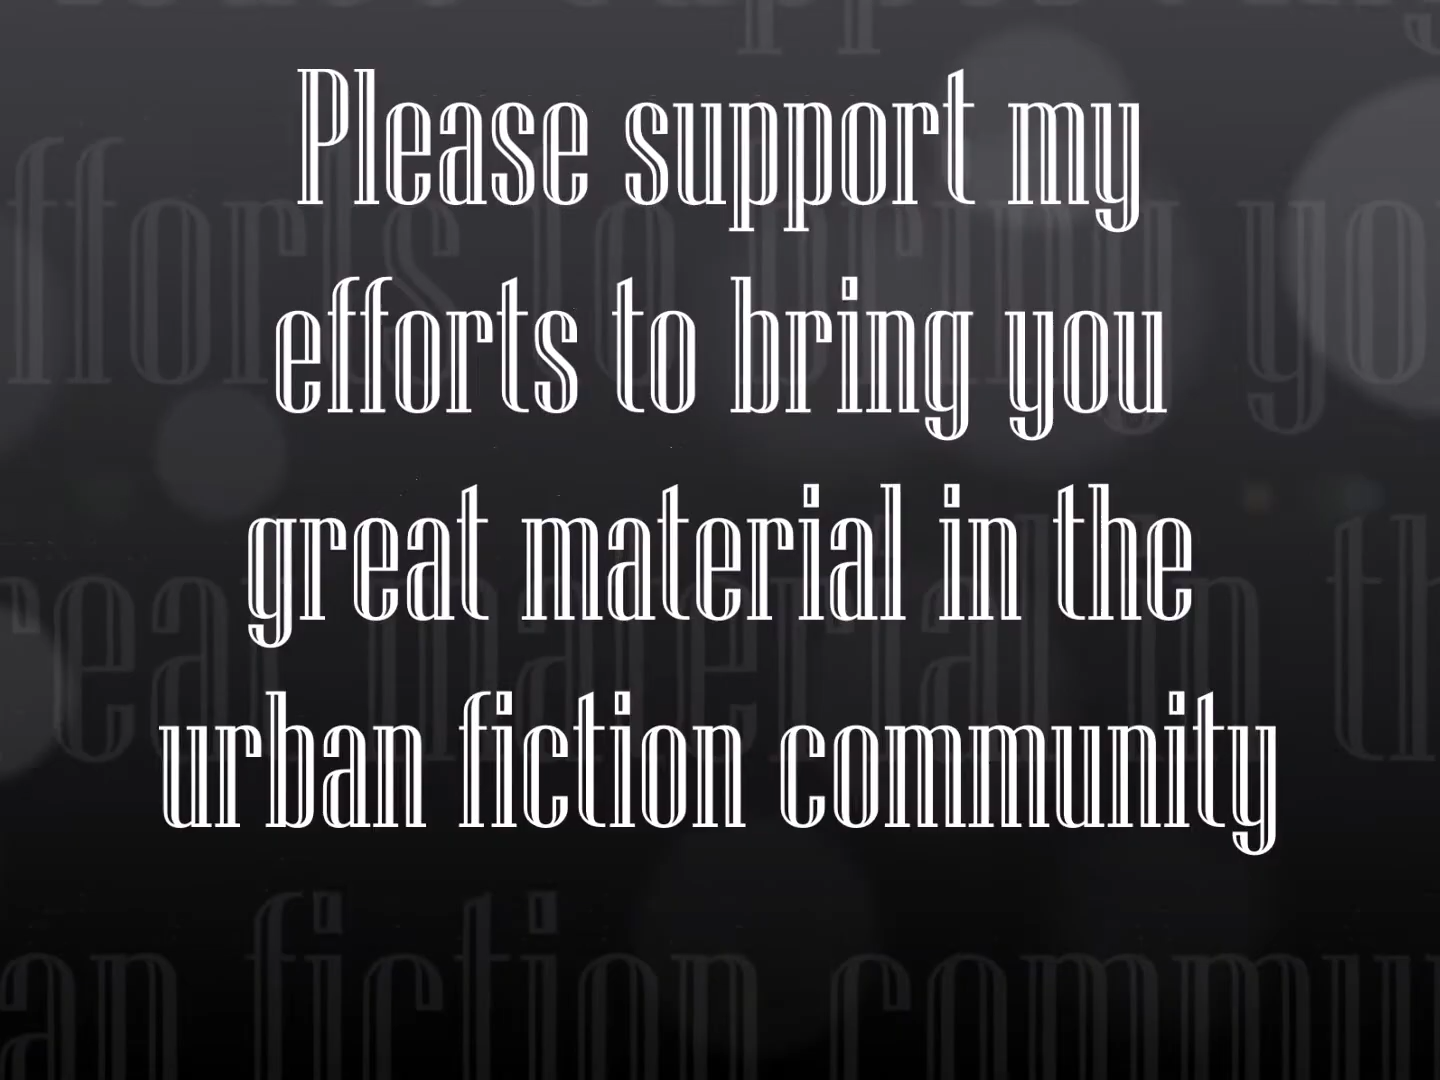 Please support my
efforts to bring you
great material in the
urban fiction community